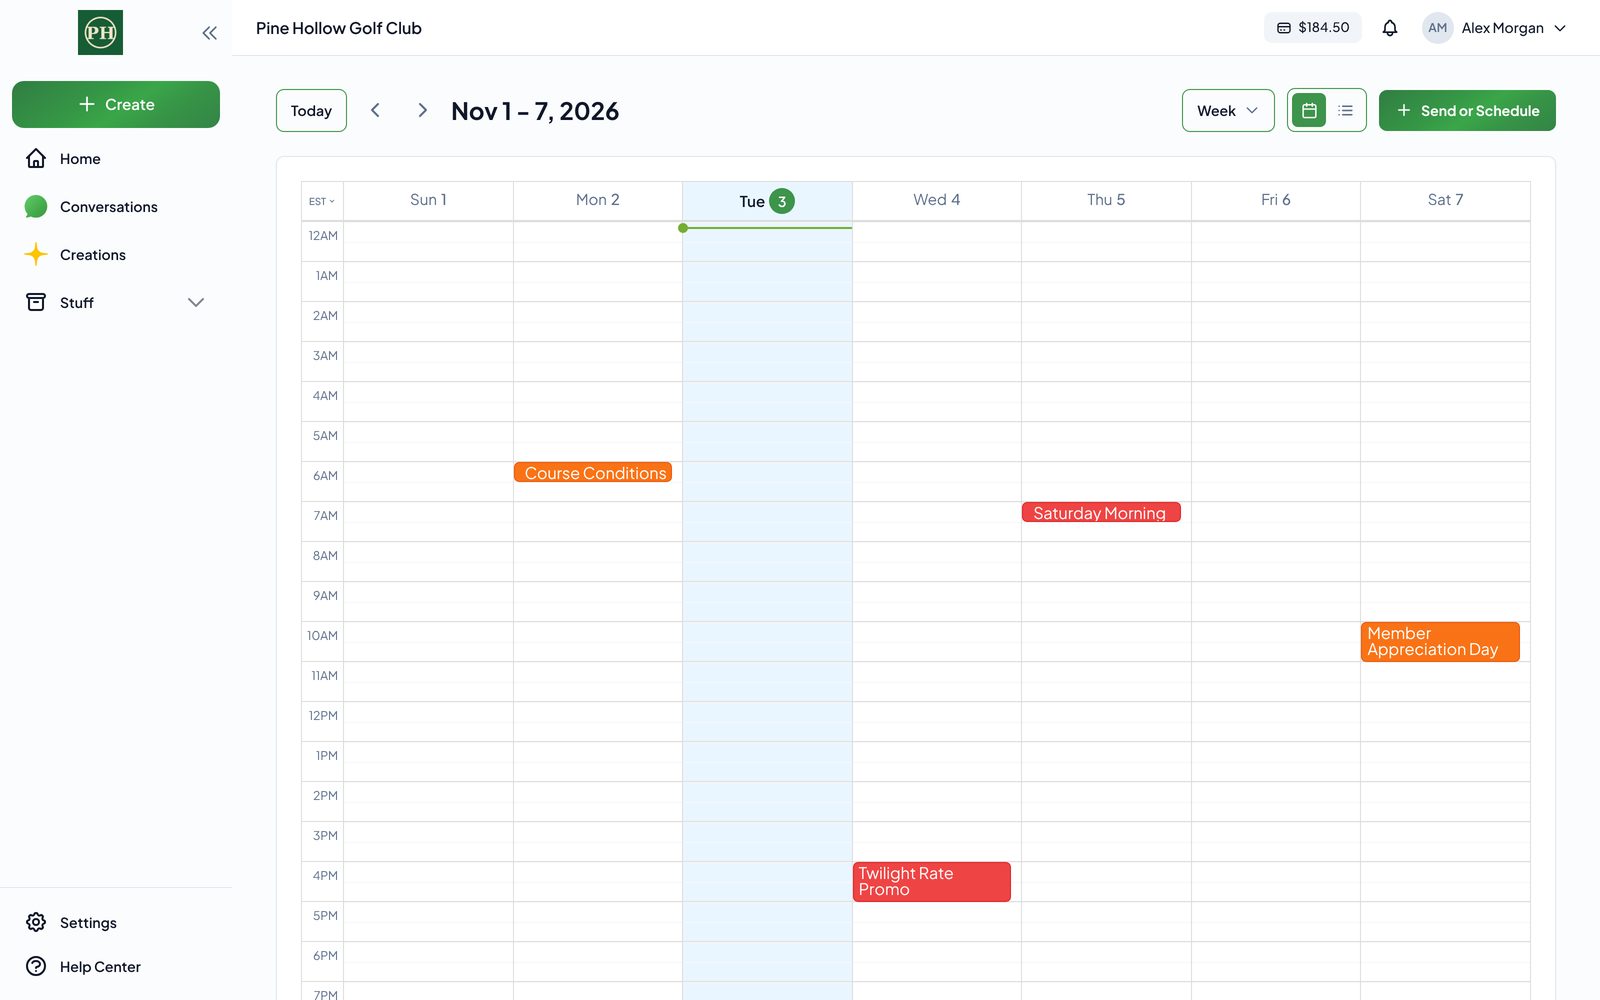 PH
Pine Hollow Golf Club
$184.50
AM
Alex Morgan
Create
Home
Conversations
Creations
Stuff
Settings
Help Center
Today
Nov 1 – 7, 2026
Week
Send or Schedule
EST
Sun 1
Mon 2
Tue 3
Wed 4
Thu 5
Fri 6
Sat 7
12AM
1AM
2AM
3AM
4AM
5AM
6AM
Course Conditions
7AM
Saturday Morning
8AM
9AM
10AM
Member
Appreciation Day
11AM
12PM
1PM
2PM
3PM
4PM
Twilight Rate
Promo
5PM
6PM
7PM